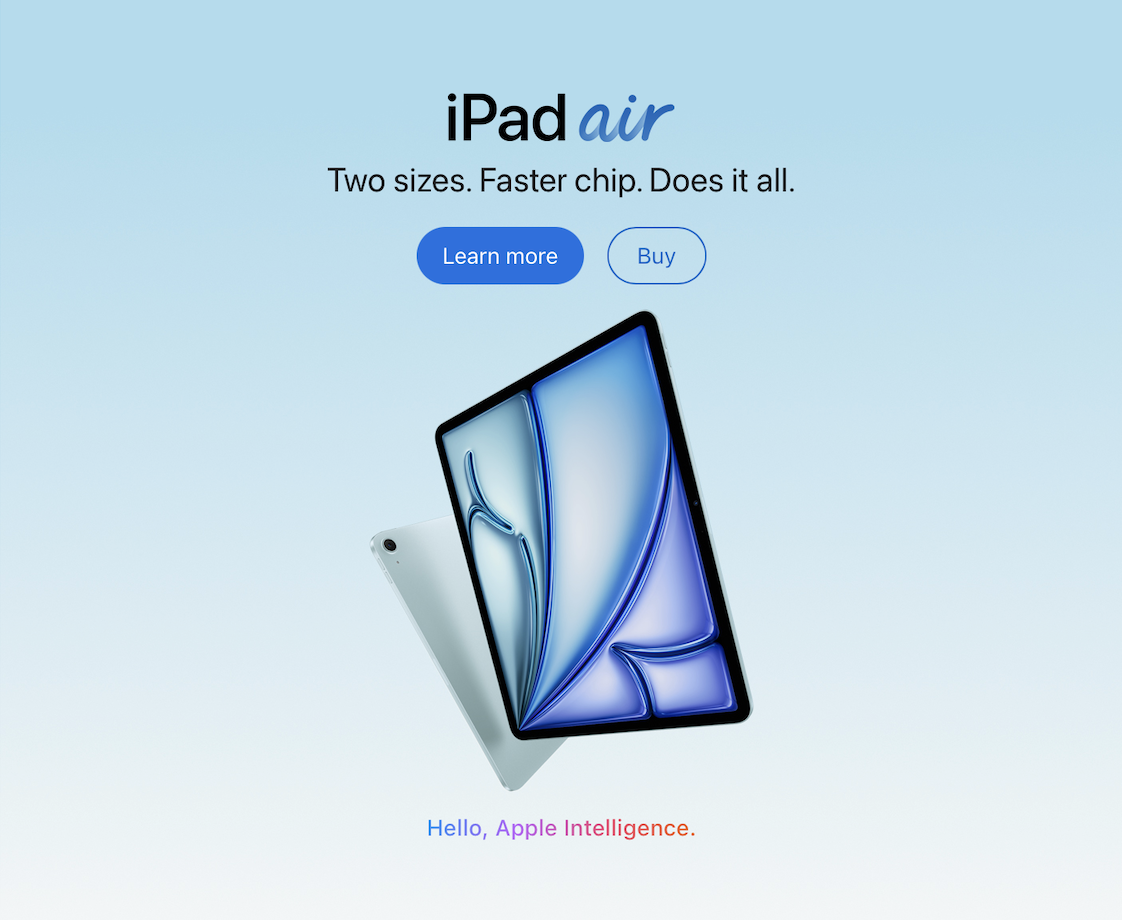 iPad air
Two sizes. Faster chip. Does it all.
Learn more
Buy
Hello, Apple Intelligence.